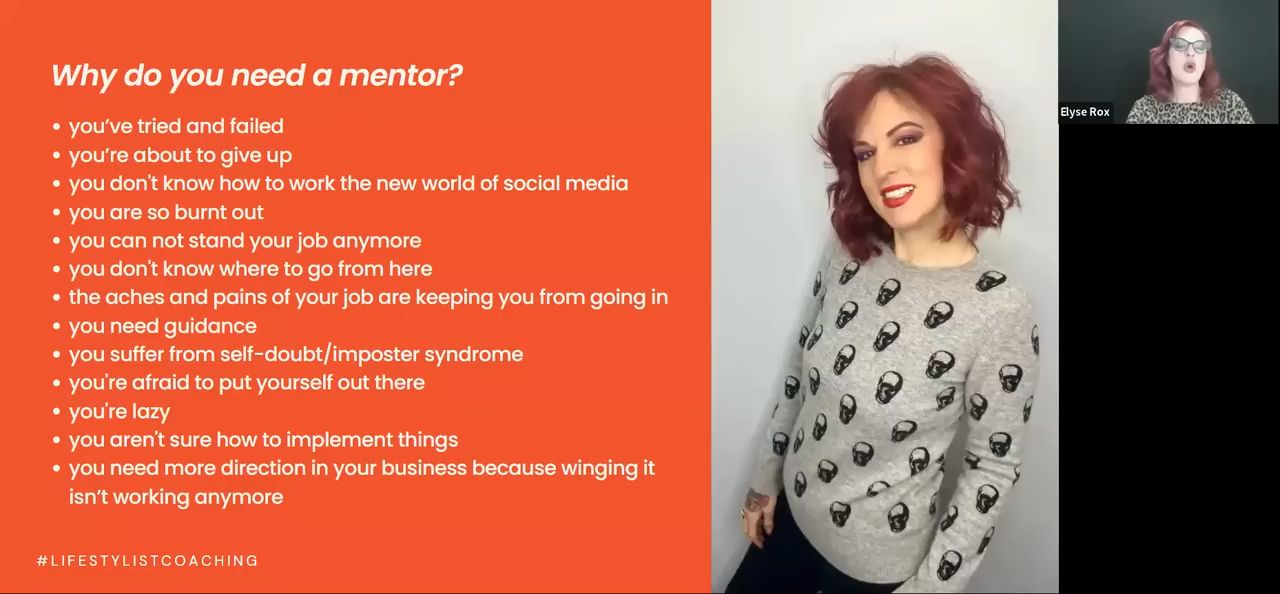 Why do you need a mentor?
• you’ve tried and failed
• you’re about to give up
• you don't know how to work the new world of social media
• you are so burnt out
• you can not stand your job anymore
• you don't know where to go from here
• the aches and pains of your job are keeping you from going in
• you need guidance
• you suffer from self-doubt/imposter syndrome
• you're afraid to put yourself out there
• you're lazy
• you aren't sure how to implement things
• you need more direction in your business because winging it
isn’t working anymore
#LIFESTYLISTCOACHING
Elyse Rox